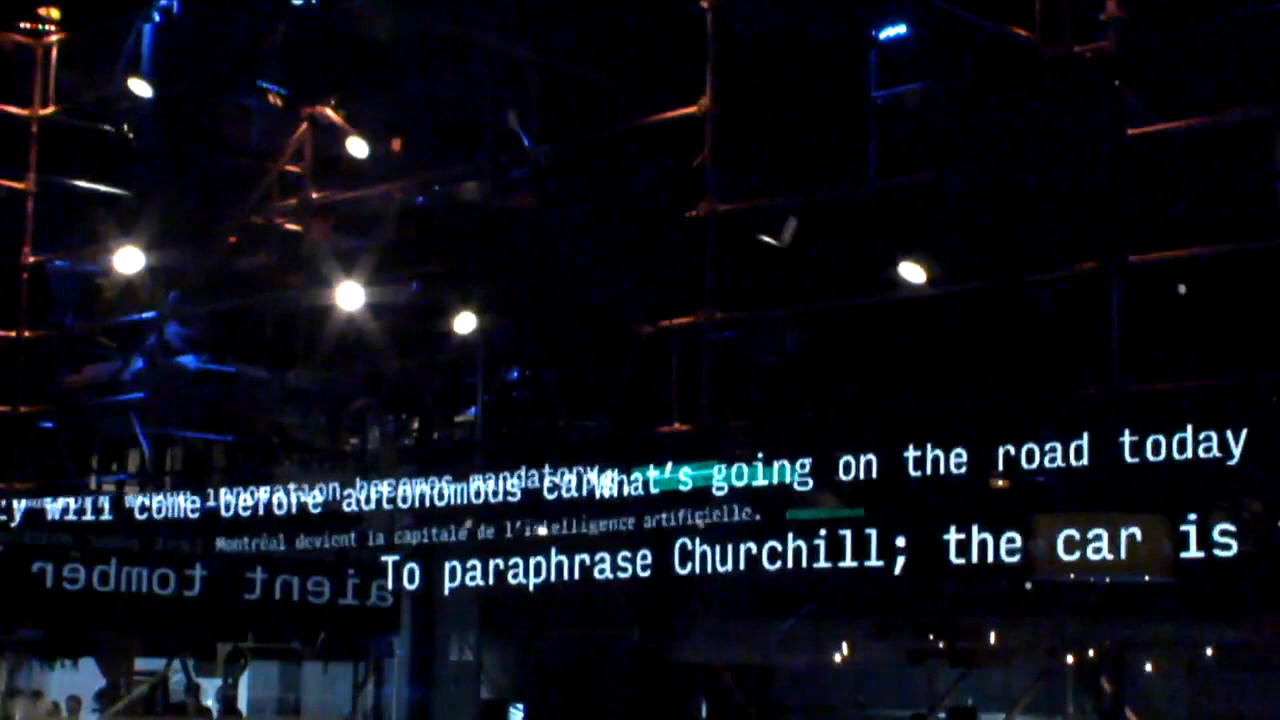 innovation becomes mandatory.
will come before autonomous car
what's going on the road today
Montréal devient la capitale de l'intelligence artificielle.
To paraphrase Churchill; the car is
aient tomber